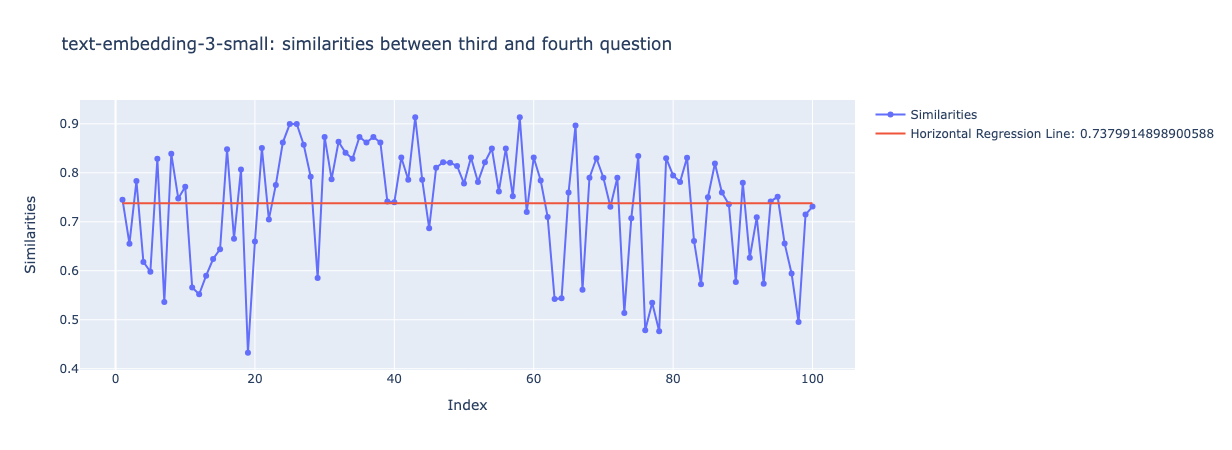 text-embedding-3-small: similarities between third and fourth question
Similarities
Horizontal Regression Line: 0.7379914898900588
0.9
0.8
0.7
0.6
0.5
0.4
Similarities
0 20 40 60 80 100
Index